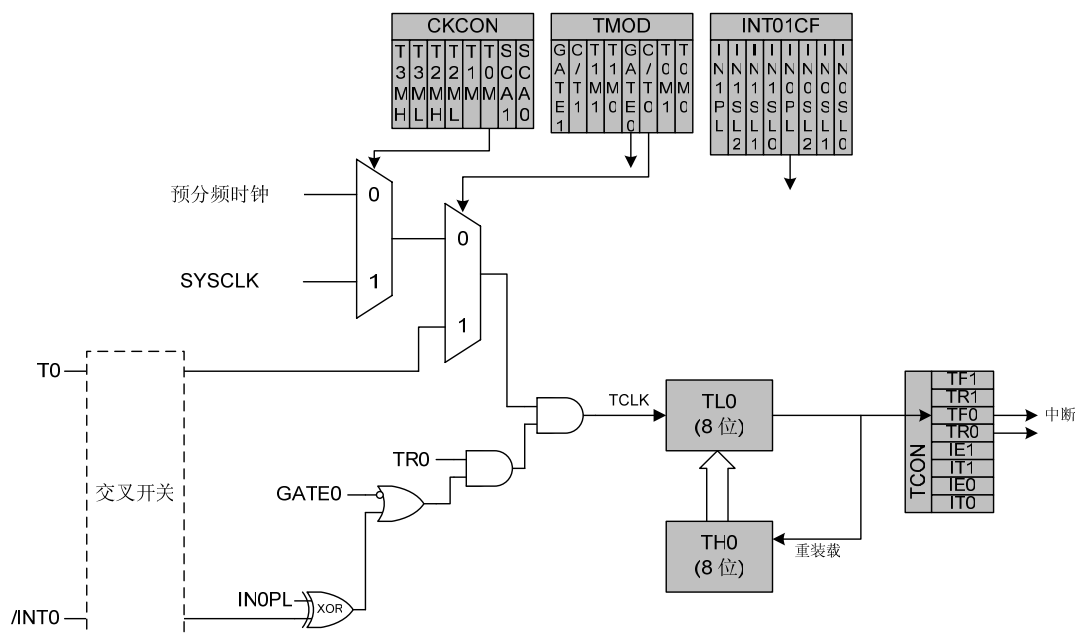 CKCON
T3MH T3ML T2MH T2ML T1M T0M SCA1 SCA0
TMOD
GATE1 C/T1 T1M1 T1M0 GATE0 C/T0 T0M1 T0M0
INT01CF
IN1PL IN1SL2 IN1SL1 IN1SL0 IN0PL IN0SL2 IN0SL1 IN0SL0
预分频时钟
0
SYSCLK
1
0
1
T0
交叉开关
/INT0
TR0
GATE0
IN0PL
XOR
TCLK
TL0
(8 位)
TH0
(8 位)
重装载
TCON
TF1
TR1
TF0
TR0
IE1
IT1
IE0
IT0
中断